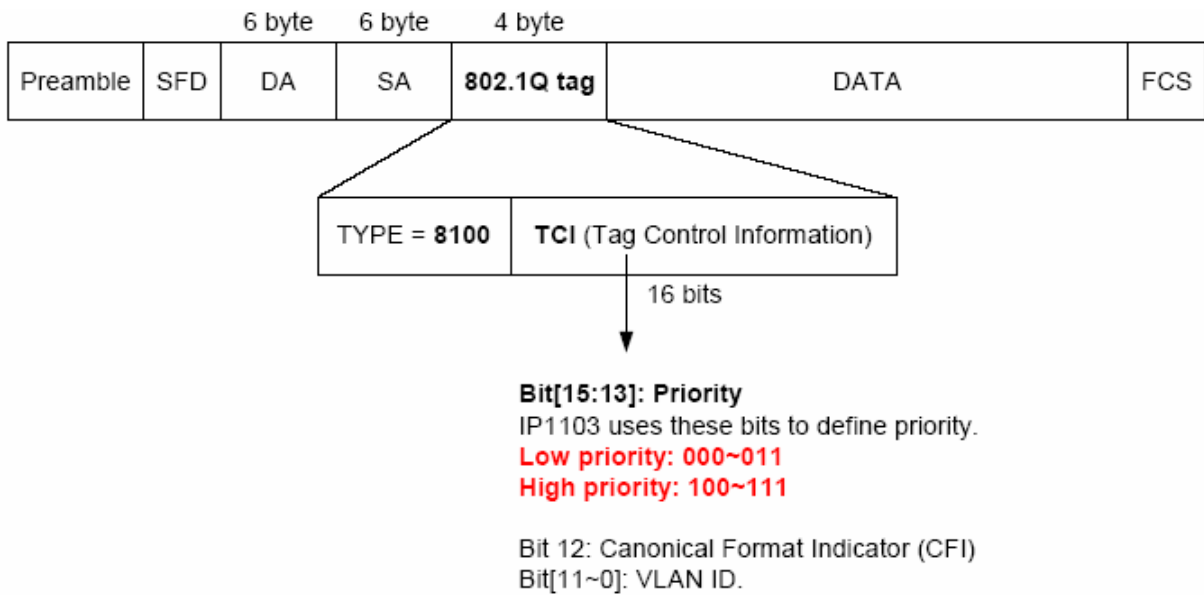 6 byte 6 byte 4 byte
Preamble SFD DA SA 802.1Q tag DATA FCS
TYPE = 8100 TCI (Tag Control Information)
16 bits
Bit[15:13]: Priority
IP1103 uses these bits to define priority.
Low priority: 000~011
High priority: 100~111
Bit 12: Canonical Format Indicator (CFI)
Bit[11~0]: VLAN ID.